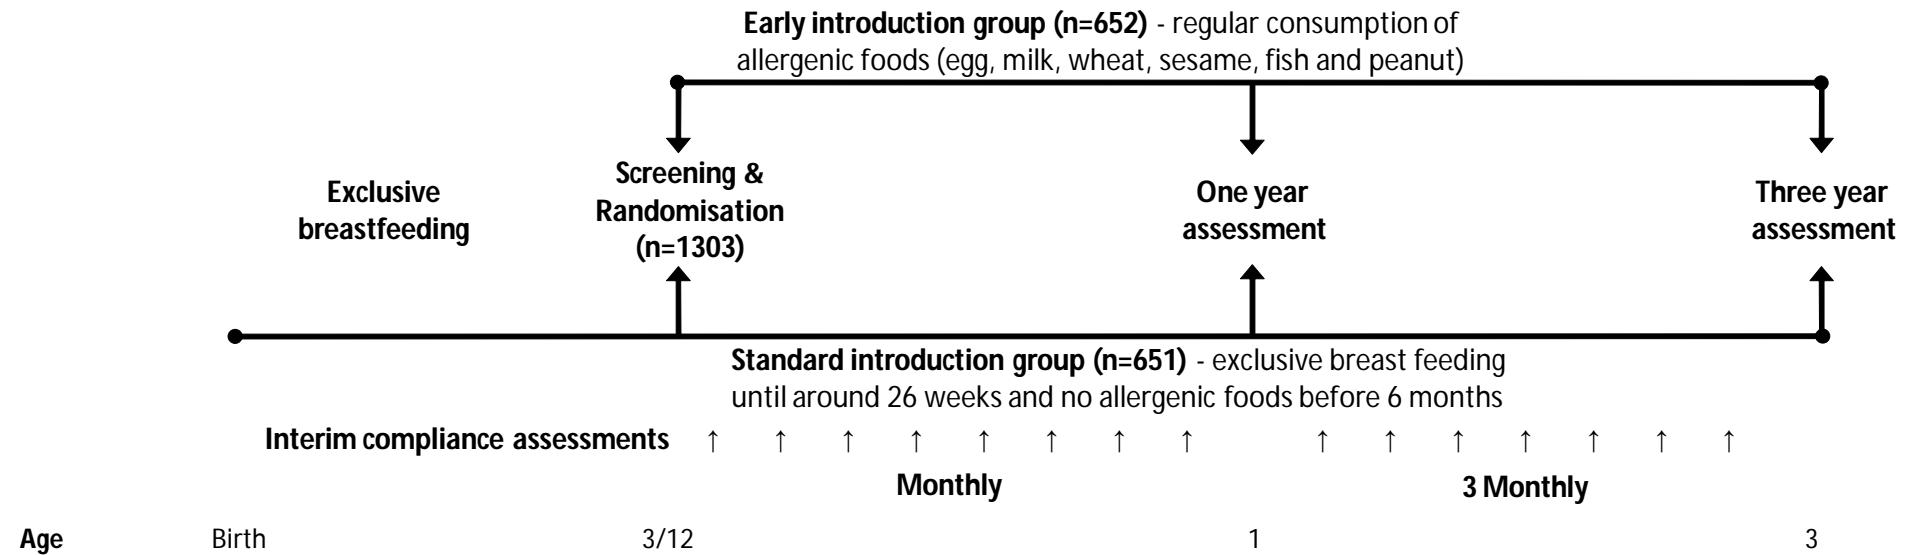 Early introduction group (n=652) - regular consumption of
allergenic foods (egg, milk, wheat, sesame, fish and peanut)
Exclusive
breastfeeding
Screening &
Randomisation
(n=1303)
One year
assessment
Three year
assessment
Standard introduction group (n=651) - exclusive breast feeding
until around 26 weeks and no allergenic foods before 6 months
Interim compliance assessments ↑ ↑ ↑ ↑ ↑ ↑ ↑ ↑ ↑ ↑ ↑ ↑ ↑ ↑ ↑
Monthly 3 Monthly
Age Birth 3/12 1 3